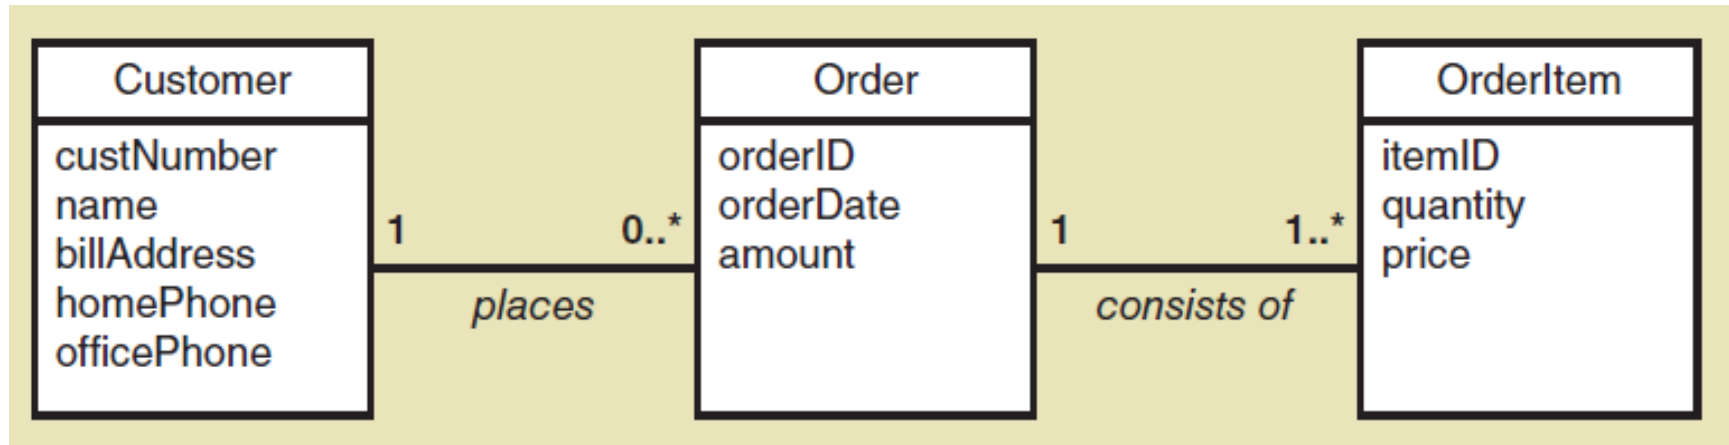 Customer
custNumber
name
billAddress
homePhone
officePhone
1
0..*
places
Order
orderID
orderDate
amount
1
1..*
consists of
OrderItem
itemID
quantity
price